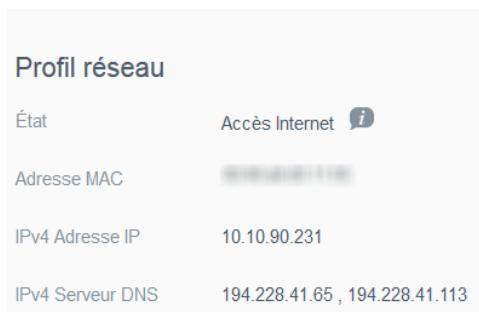 Profil réseau
État Accès Internet
Adresse MAC
IPv4 Adresse IP 10.10.90.231
IPv4 Serveur DNS 194.228.41.65 , 194.228.41.113